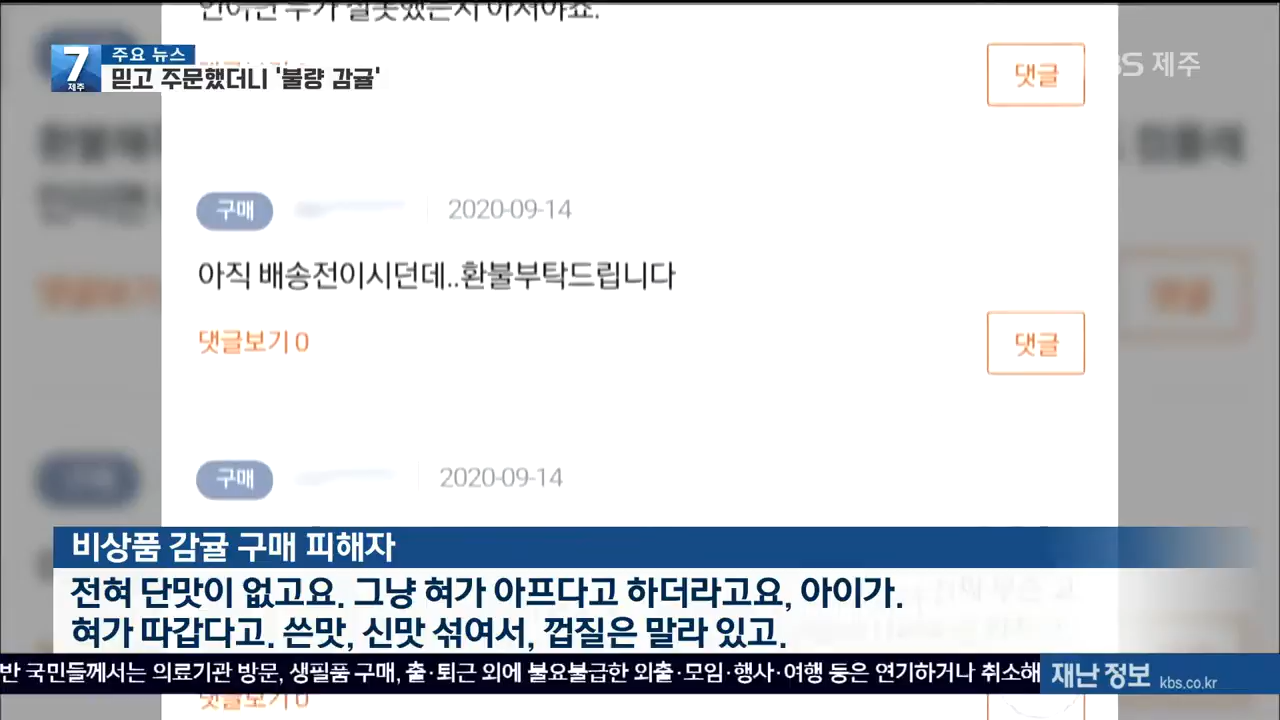 주요 뉴스
7
제주
믿고 주문했더니 '불량 감귤'
KBS 제주
댓글
구매
2020-09-14
아직 배송전이시던데..환불부탁드립니다
댓글보기 0
댓글
구매
2020-09-14
비상품 감귤 구매 피해자
전혀 단맛이 없고요. 그냥 혀가 아프다고 하더라고요, 아이가.
혀가 따갑다고. 쓴맛, 신맛 섞여서, 껍질은 말라 있고.
반 국민들께서는 의료기관 방문, 생필품 구매, 출·퇴근 외에 불요불급한 외출·모임·행사·여행 등은 연기하거나 취소해
재난 정보 kbs.co.kr
댓글보기 0